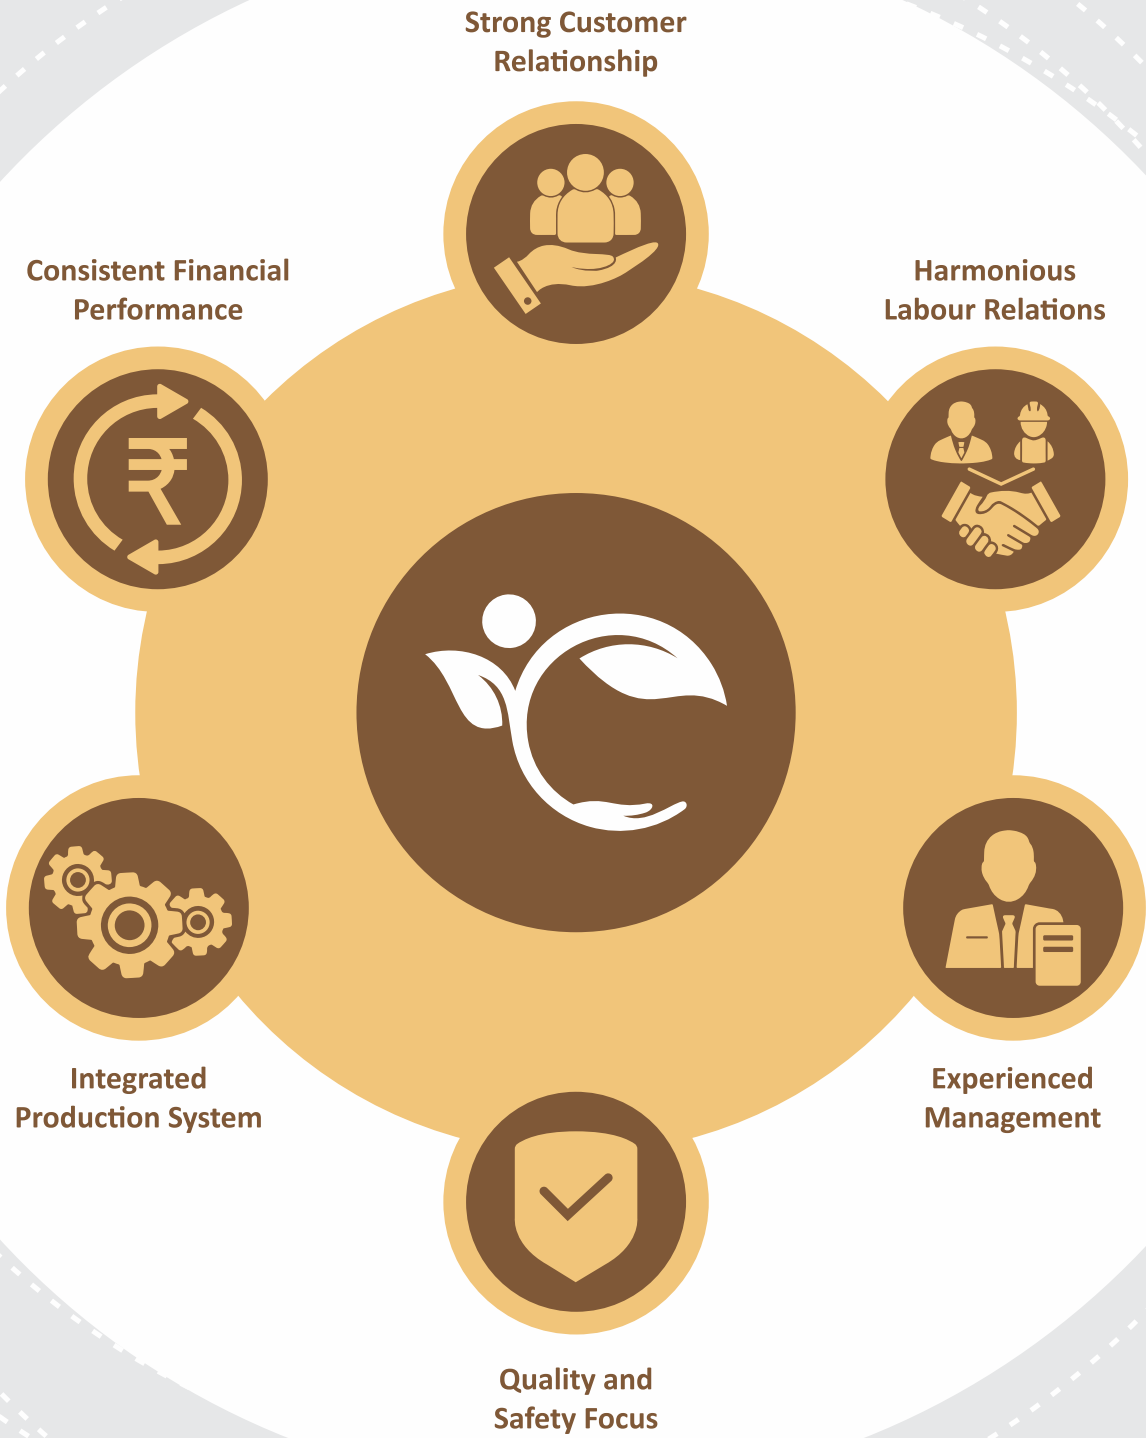 Strong Customer
Relationship
Consistent Financial
Performance
Harmonious
Labour Relations
₹
Integrated
Production System
Experienced
Management
Quality and
Safety Focus